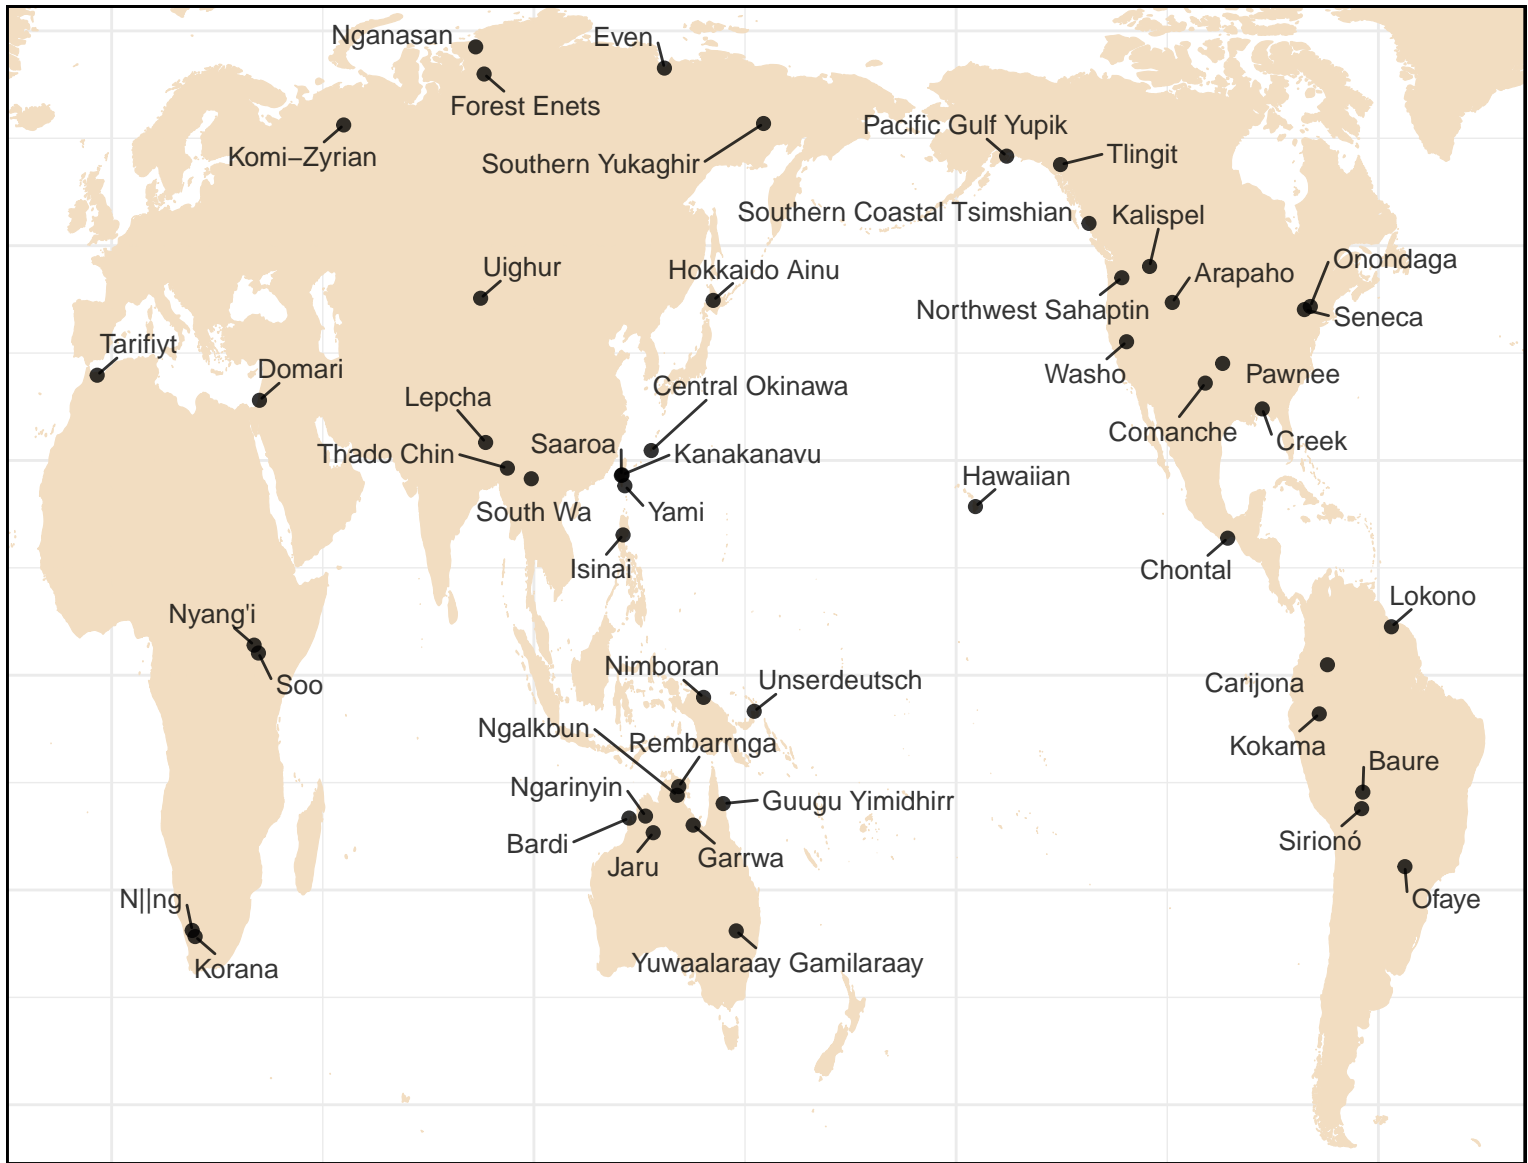 Nganasan
Even
Forest Enets
Pacific Gulf Yupik
Komi–Zyrian
Southern Yukaghir
Tlingit
Southern Coastal Tsimshian
Kalispel
Onondaga
Uighur
Hokkaido Ainu
Arapaho
Northwest Sahaptin
Seneca
Tarifiyt
Domari
Washo
Pawnee
Central Okinawa
Lepcha
Comanche
Creek
Saaroa
Thado Chin
Kanakanavu
Hawaiian
South Wa
Yami
Isinai
Chontal
Lokono
Nyang'i
Soo
Nimboran
Unserdeutsch
Carijona
Ngalkbun
Rembarrnga
Kokama
Baure
Ngarinyin
Guugu Yimidhirr
Bardi
Sirionó
Jaru
Garrwa
N||ng
Ofaye
Korana
Yuwaalaraay Gamilaraay